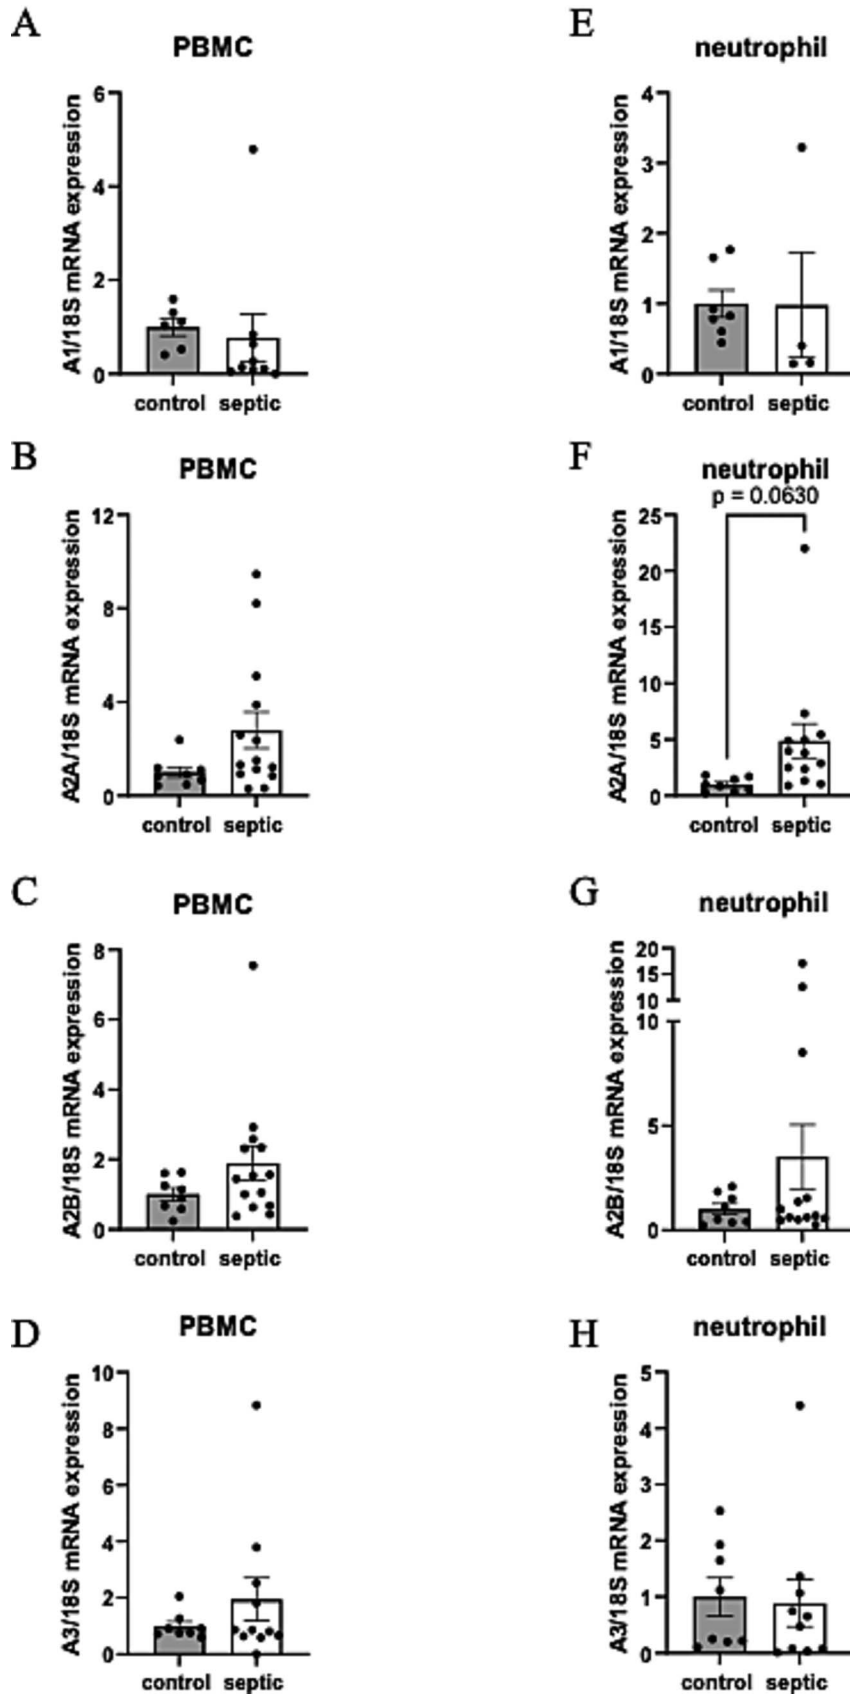 A
PBMC
A1/18S mRNA expression
6
4
2
0
control septic
E
neutrophil
A1/18S mRNA expression
4
3
2
1
0
control septic
B
PBMC
A2A/18S mRNA expression
12
8
4
0
control septic
F
neutrophil
p = 0.0630
A2A/18S mRNA expression
25
20
15
10
5
0
control septic
C
PBMC
A2B/18S mRNA expression
8
6
4
2
0
control septic
G
neutrophil
A2B/18S mRNA expression
20
15
10
10
5
0
control septic
D
PBMC
A3/18S mRNA expression
10
8
6
4
2
0
control septic
H
neutrophil
A3/18S mRNA expression
5
4
3
2
1
0
control septic